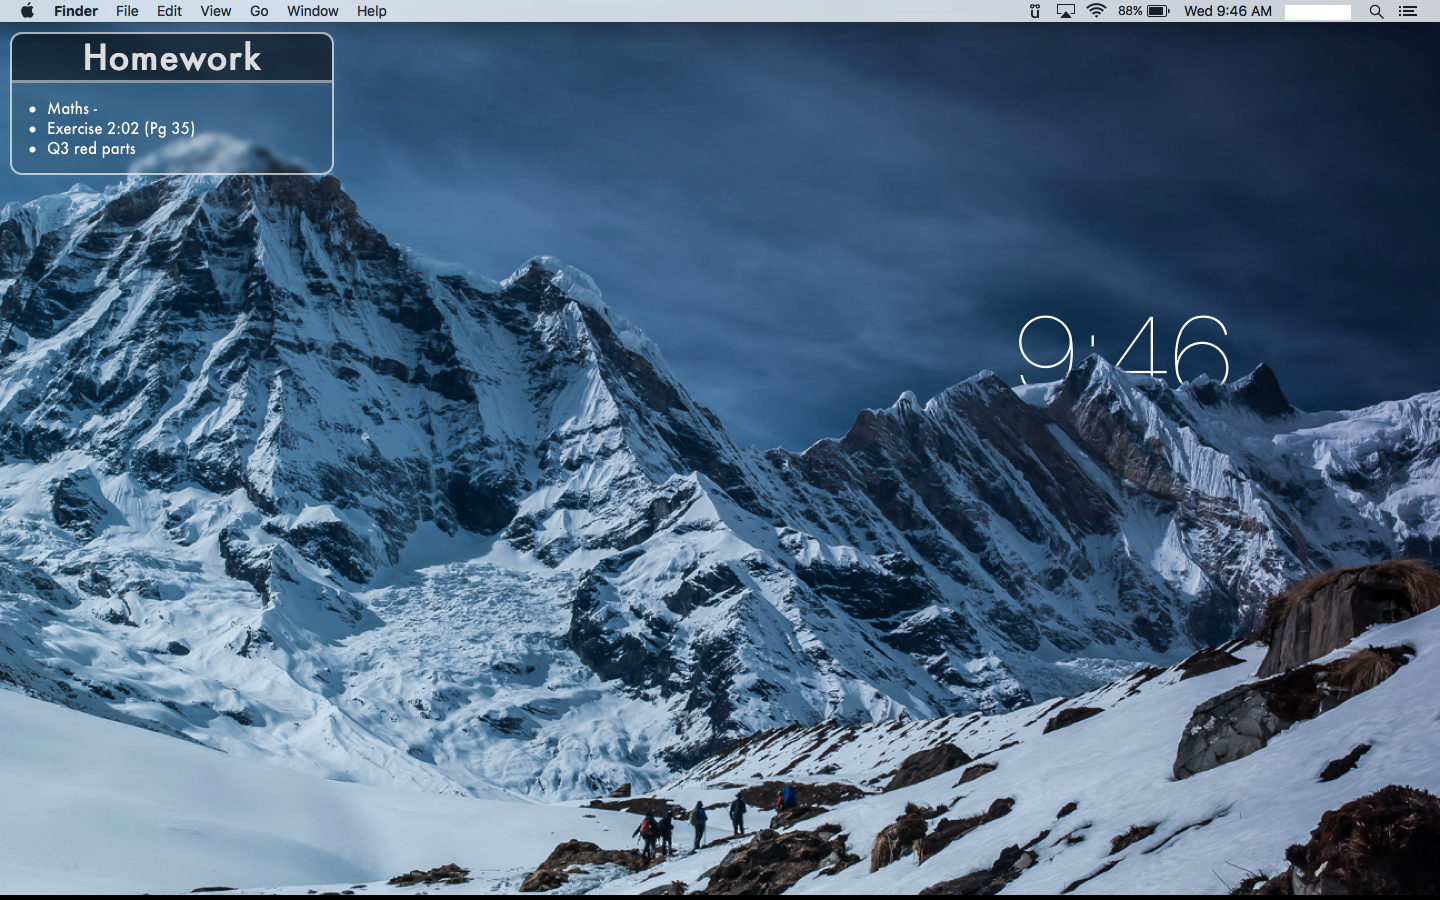 Finder File Edit View Go Window Help 88% Wed 9:46 AM
Homework
Maths -
Exercise 2:02 (Pg 35)
Q3 red parts
9:46